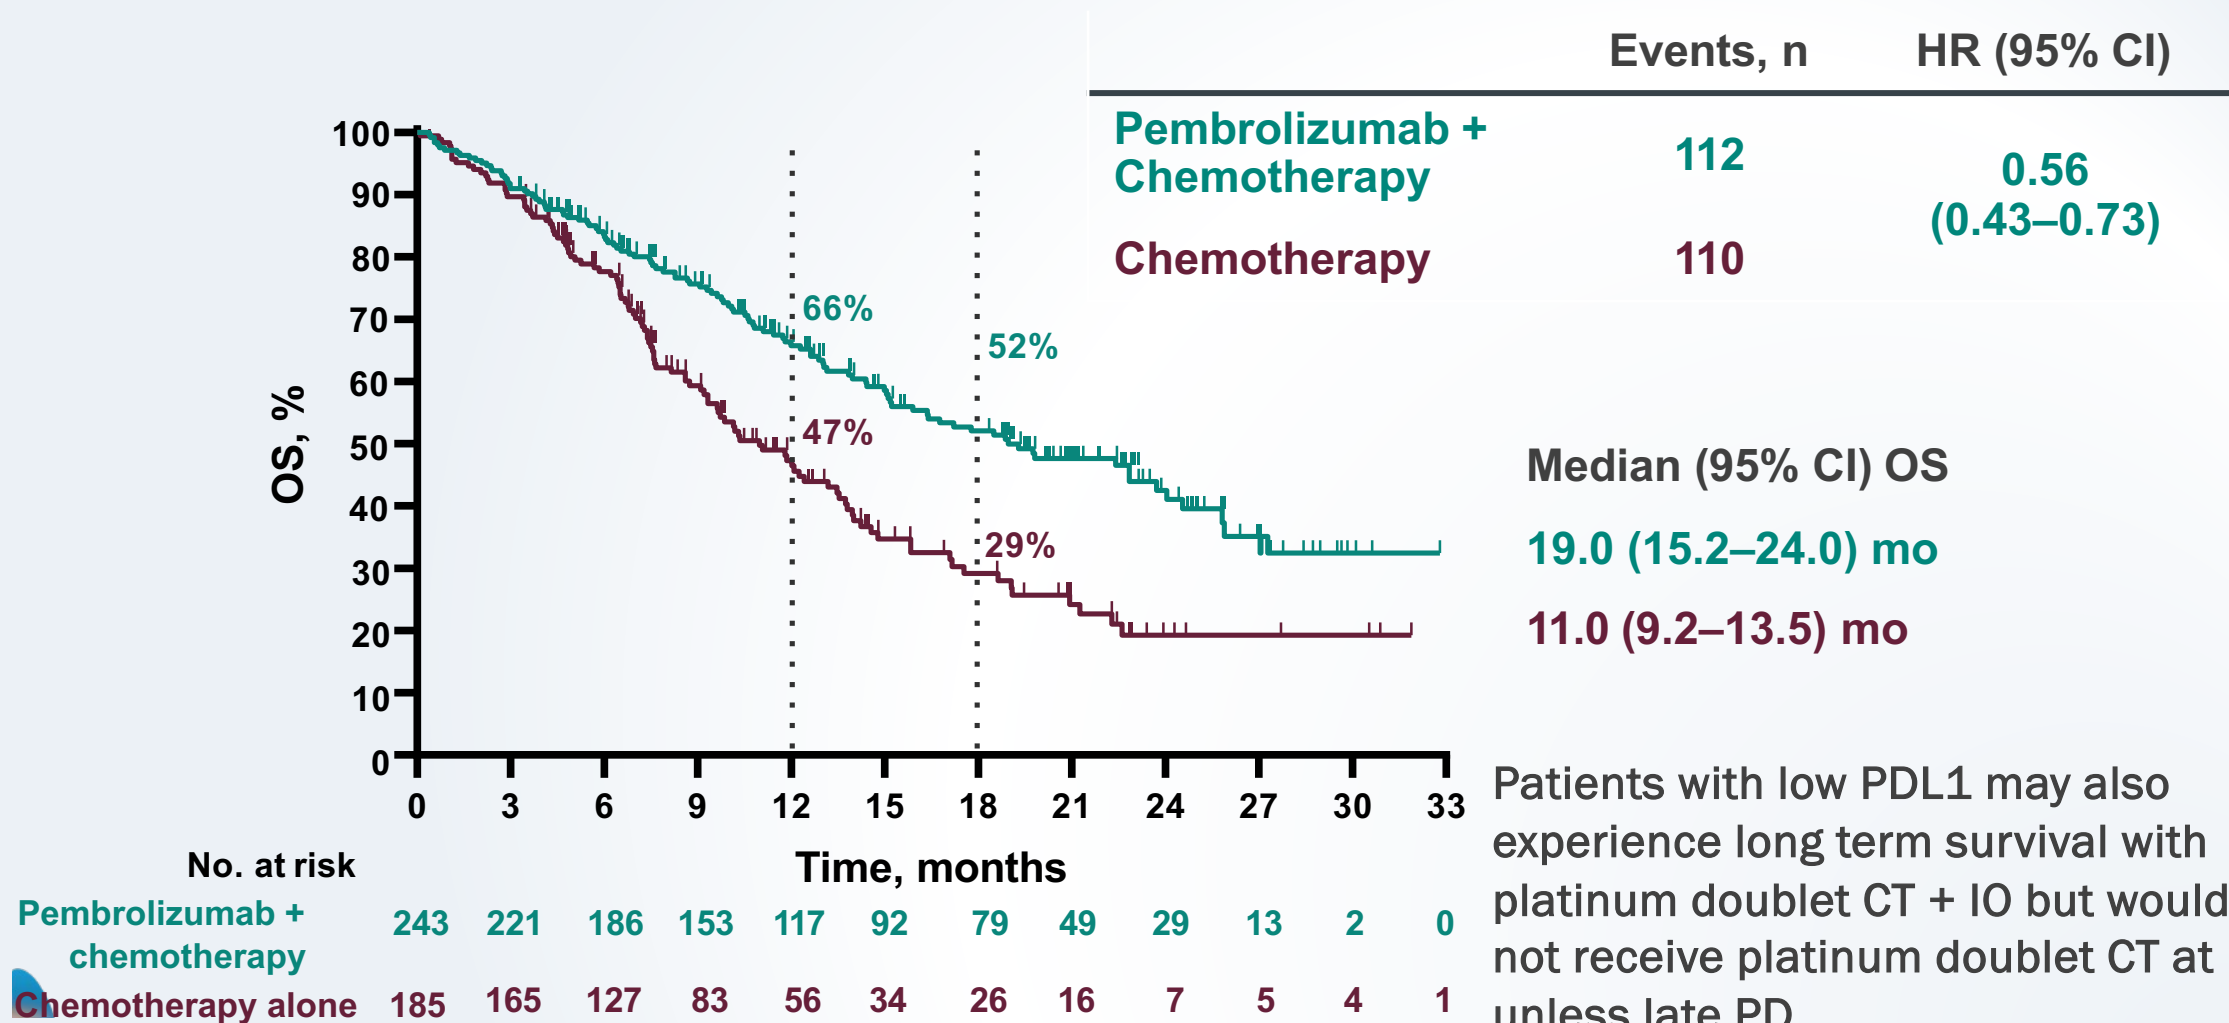 Events, n HR (95% CI)
Pembrolizumab +
Chemotherapy
112
0.56
(0.43–0.73)
Chemotherapy
110
100
90
80
70
60
50
40
30
20
10
0
OS, %
66%
52%
47%
29%
Median (95% CI) OS
19.0 (15.2–24.0) mo
11.0 (9.2–13.5) mo
0 3 6 9 12 15 18 21 24 27 30 33
Time, months
No. at risk
Pembrolizumab +
chemotherapy
243 221 186 153 117 92 79 49 29 13 2 0
Chemotherapy alone 185 165 127 83 56 34 26 16 7 5 4 1
Patients with low PDL1 may also
experience long term survival with
platinum doublet CT + IO but would
not receive platinum doublet CT at
unless late PD